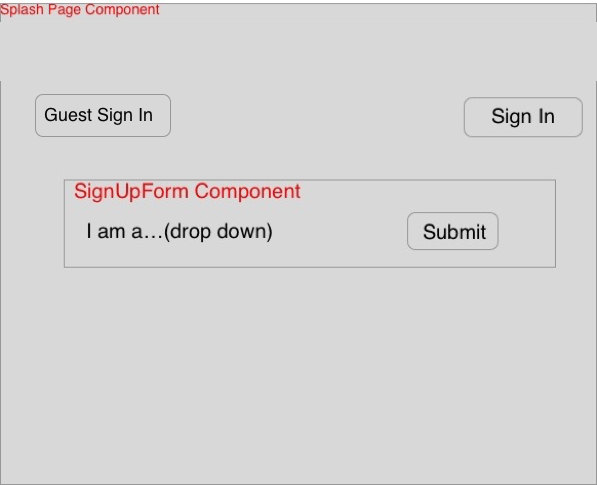 Splash Page Component
Guest Sign In
Sign In
SignUpForm Component
I am a...(drop down)
Submit